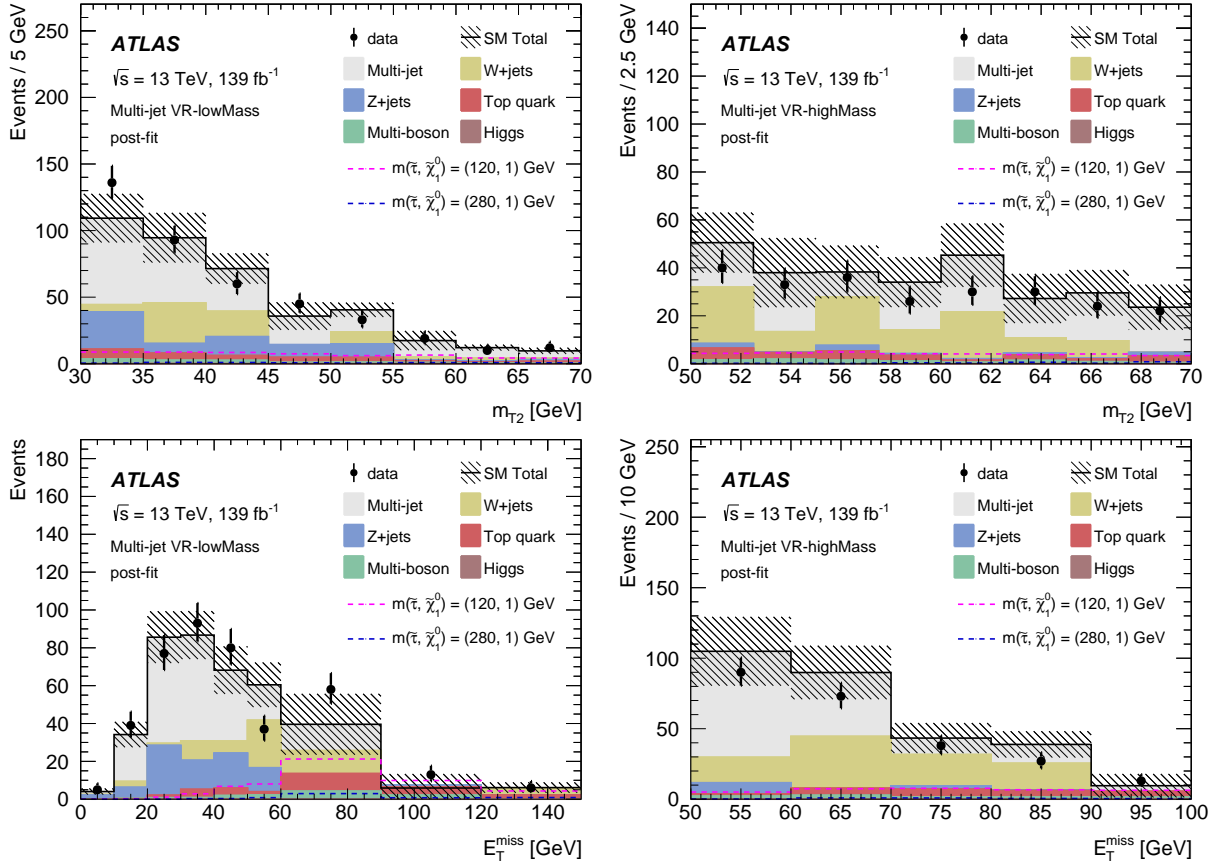 Events / 5 GeV
250
200
150
100
50
0
ATLAS
√s = 13 TeV, 139 fb⁻¹
Multi-jet VR-lowMass
post-fit
data
SM Total
Multi-jet
W+jets
Z+jets
Top quark
Multi-boson
Higgs
m(τ̃, χ̃₁⁰) = (120, 1) GeV
m(τ̃, χ̃₁⁰) = (280, 1) GeV
30 35 40 45 50 55 60 65 70
m_T2 [GeV]
Events / 2.5 GeV
140
120
100
80
60
40
20
0
ATLAS
√s = 13 TeV, 139 fb⁻¹
Multi-jet VR-highMass
post-fit
data
SM Total
Multi-jet
W+jets
Z+jets
Top quark
Multi-boson
Higgs
m(τ̃, χ̃₁⁰) = (120, 1) GeV
m(τ̃, χ̃₁⁰) = (280, 1) GeV
50 52 54 56 58 60 62 64 66 68 70
m_T2 [GeV]
Events
180
160
140
120
100
80
60
40
20
0
ATLAS
√s = 13 TeV, 139 fb⁻¹
Multi-jet VR-lowMass
post-fit
data
SM Total
Multi-jet
W+jets
Z+jets
Top quark
Multi-boson
Higgs
m(τ̃, χ̃₁⁰) = (120, 1) GeV
m(τ̃, χ̃₁⁰) = (280, 1) GeV
0 20 40 60 80 100 120 140
E_T^miss [GeV]
Events / 10 GeV
250
200
150
100
50
0
ATLAS
√s = 13 TeV, 139 fb⁻¹
Multi-jet VR-highMass
post-fit
data
SM Total
Multi-jet
W+jets
Z+jets
Top quark
Multi-boson
Higgs
m(τ̃, χ̃₁⁰) = (120, 1) GeV
m(τ̃, χ̃₁⁰) = (280, 1) GeV
50 55 60 65 70 75 80 85 90 95 100
E_T^miss [GeV]